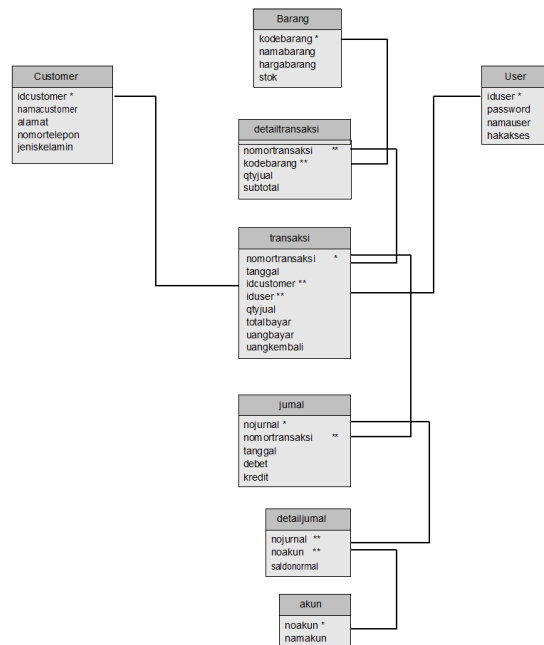 Barang
kodebarang *
namabarang
hargabarang
stok
Customer
idcustomer *
namacustomer
alamat
nomortelepon
jeniskelamin
User
iduser *
password
namauser
hakakses
detailtransaksi
nomortransaksi **
kodebarang **
qtyjual
subtotal
transaksi
nomortransaksi *
tanggal
idcustomer **
iduser **
qtyjual
totalbayar
uangbayar
uangkembali
jurnal
nojurnal *
nomortransaksi **
tanggal
debet
kredit
detailjurnal
nojurnal **
noakun **
saldonormal
akun
noakun *
namakun